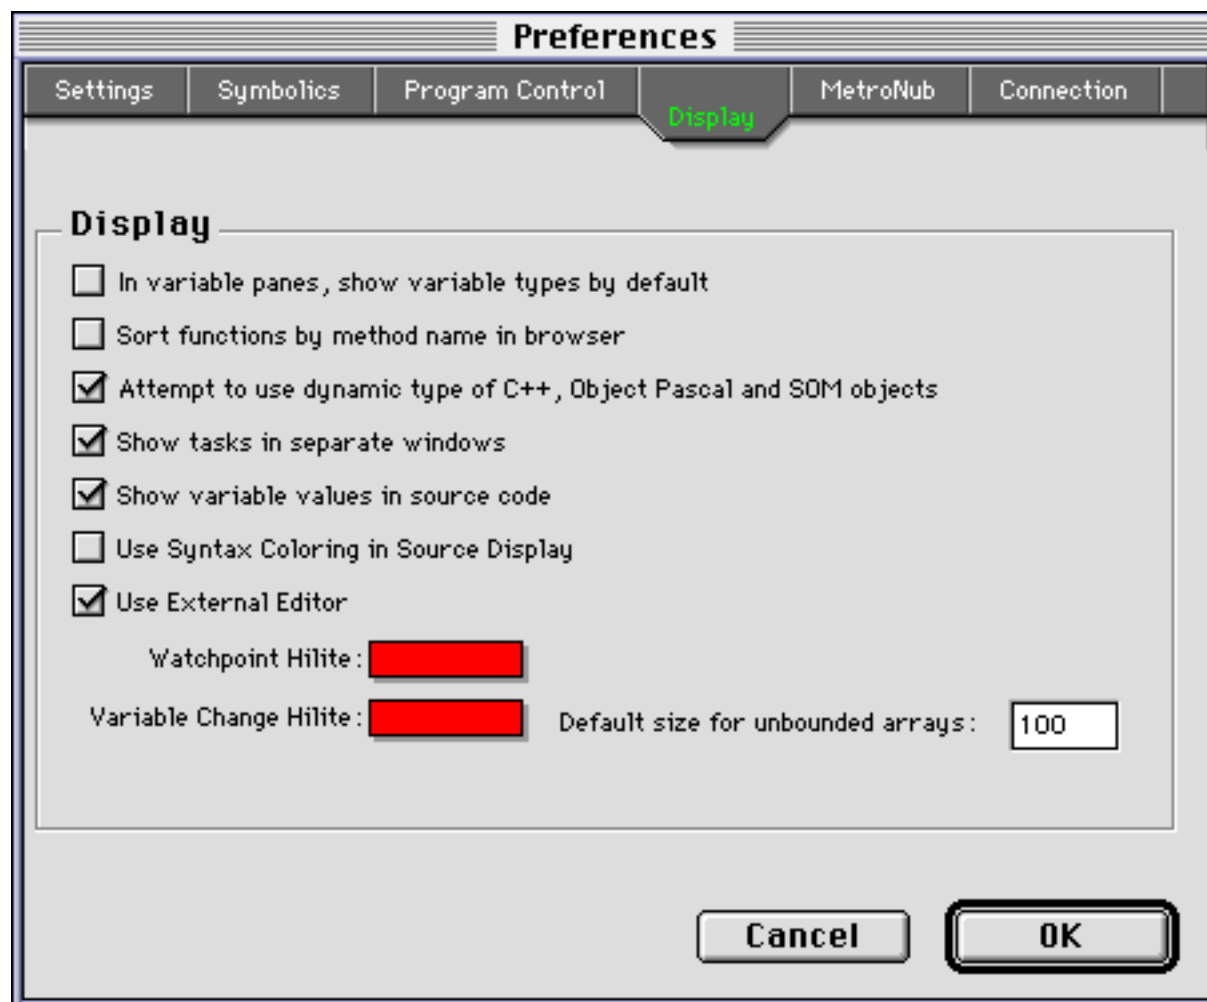 Preferences
Settings
Symbolics
Program Control
Display
MetroNub
Connection
Display
In variable panes, show variable types by default
Sort functions by method name in browser
Attempt to use dynamic type of C++, Object Pascal and SOM objects
Show tasks in separate windows
Show variable values in source code
Use Syntax Coloring in Source Display
Use External Editor
Watchpoint Hilite:
Variable Change Hilite:
Default size for unbounded arrays: 100
Cancel
OK